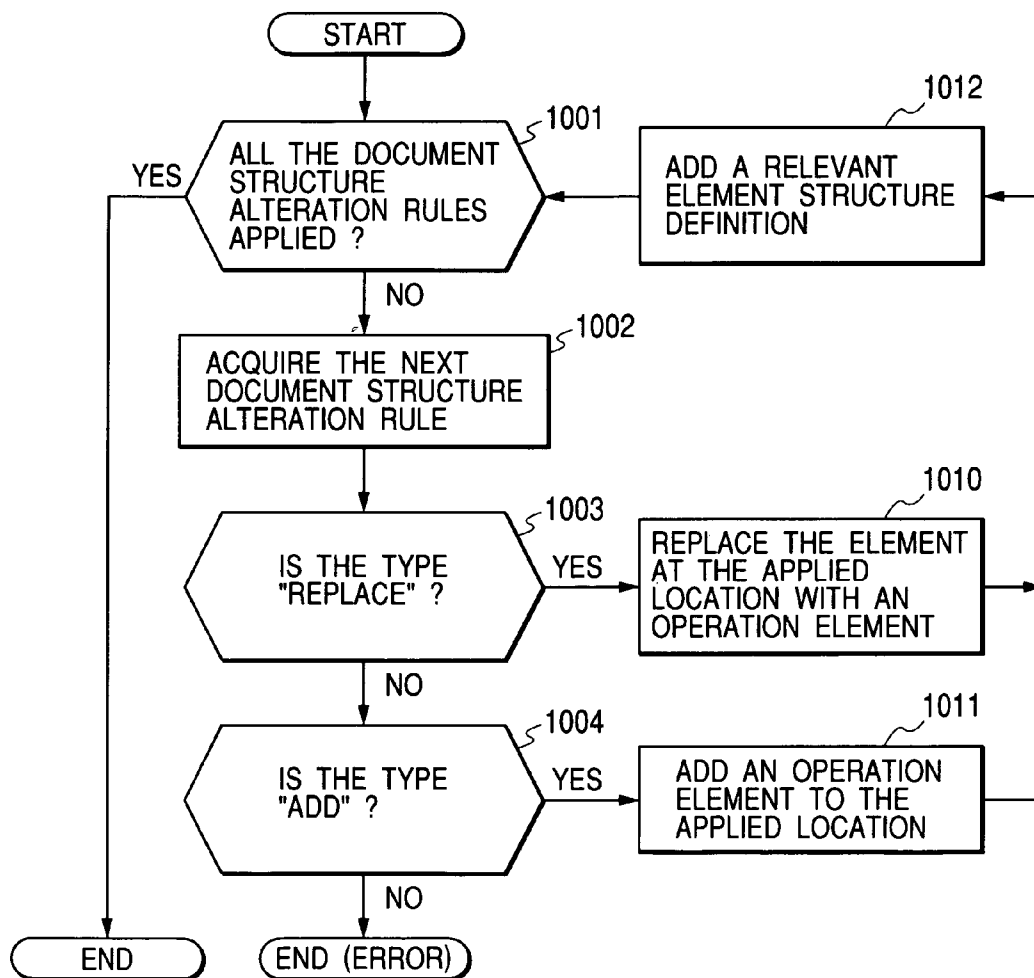 START
1001
ALL THE DOCUMENT
STRUCTURE
ALTERATION RULES
APPLIED ?
YES
NO
1012
ADD A RELEVANT
ELEMENT STRUCTURE
DEFINITION
1002
ACQUIRE THE NEXT
DOCUMENT STRUCTURE
ALTERATION RULE
1003
IS THE TYPE
"REPLACE" ?
YES
NO
1010
REPLACE THE ELEMENT
AT THE APPLIED
LOCATION WITH AN
OPERATION ELEMENT
1004
IS THE TYPE
"ADD" ?
YES
NO
1011
ADD AN OPERATION
ELEMENT TO THE
APPLIED LOCATION
END
END (ERROR)